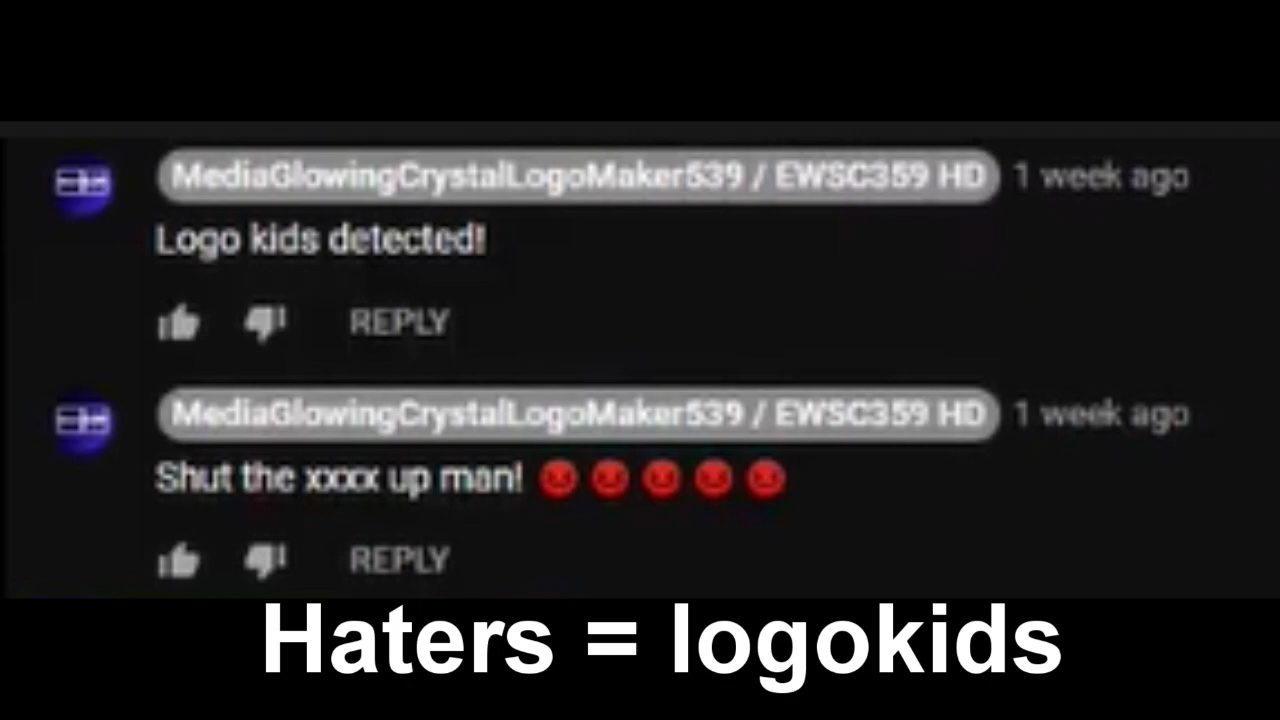 MediaGlowingCrystalLogoMaker539 / EWSC359 HD 1 week ago
Logo kids detected!
REPLY
MediaGlowingCrystalLogoMaker539 / EWSC359 HD 1 week ago
Shut the xxxx up man! 😡😡😡😡😡
REPLY
Haters = logokids